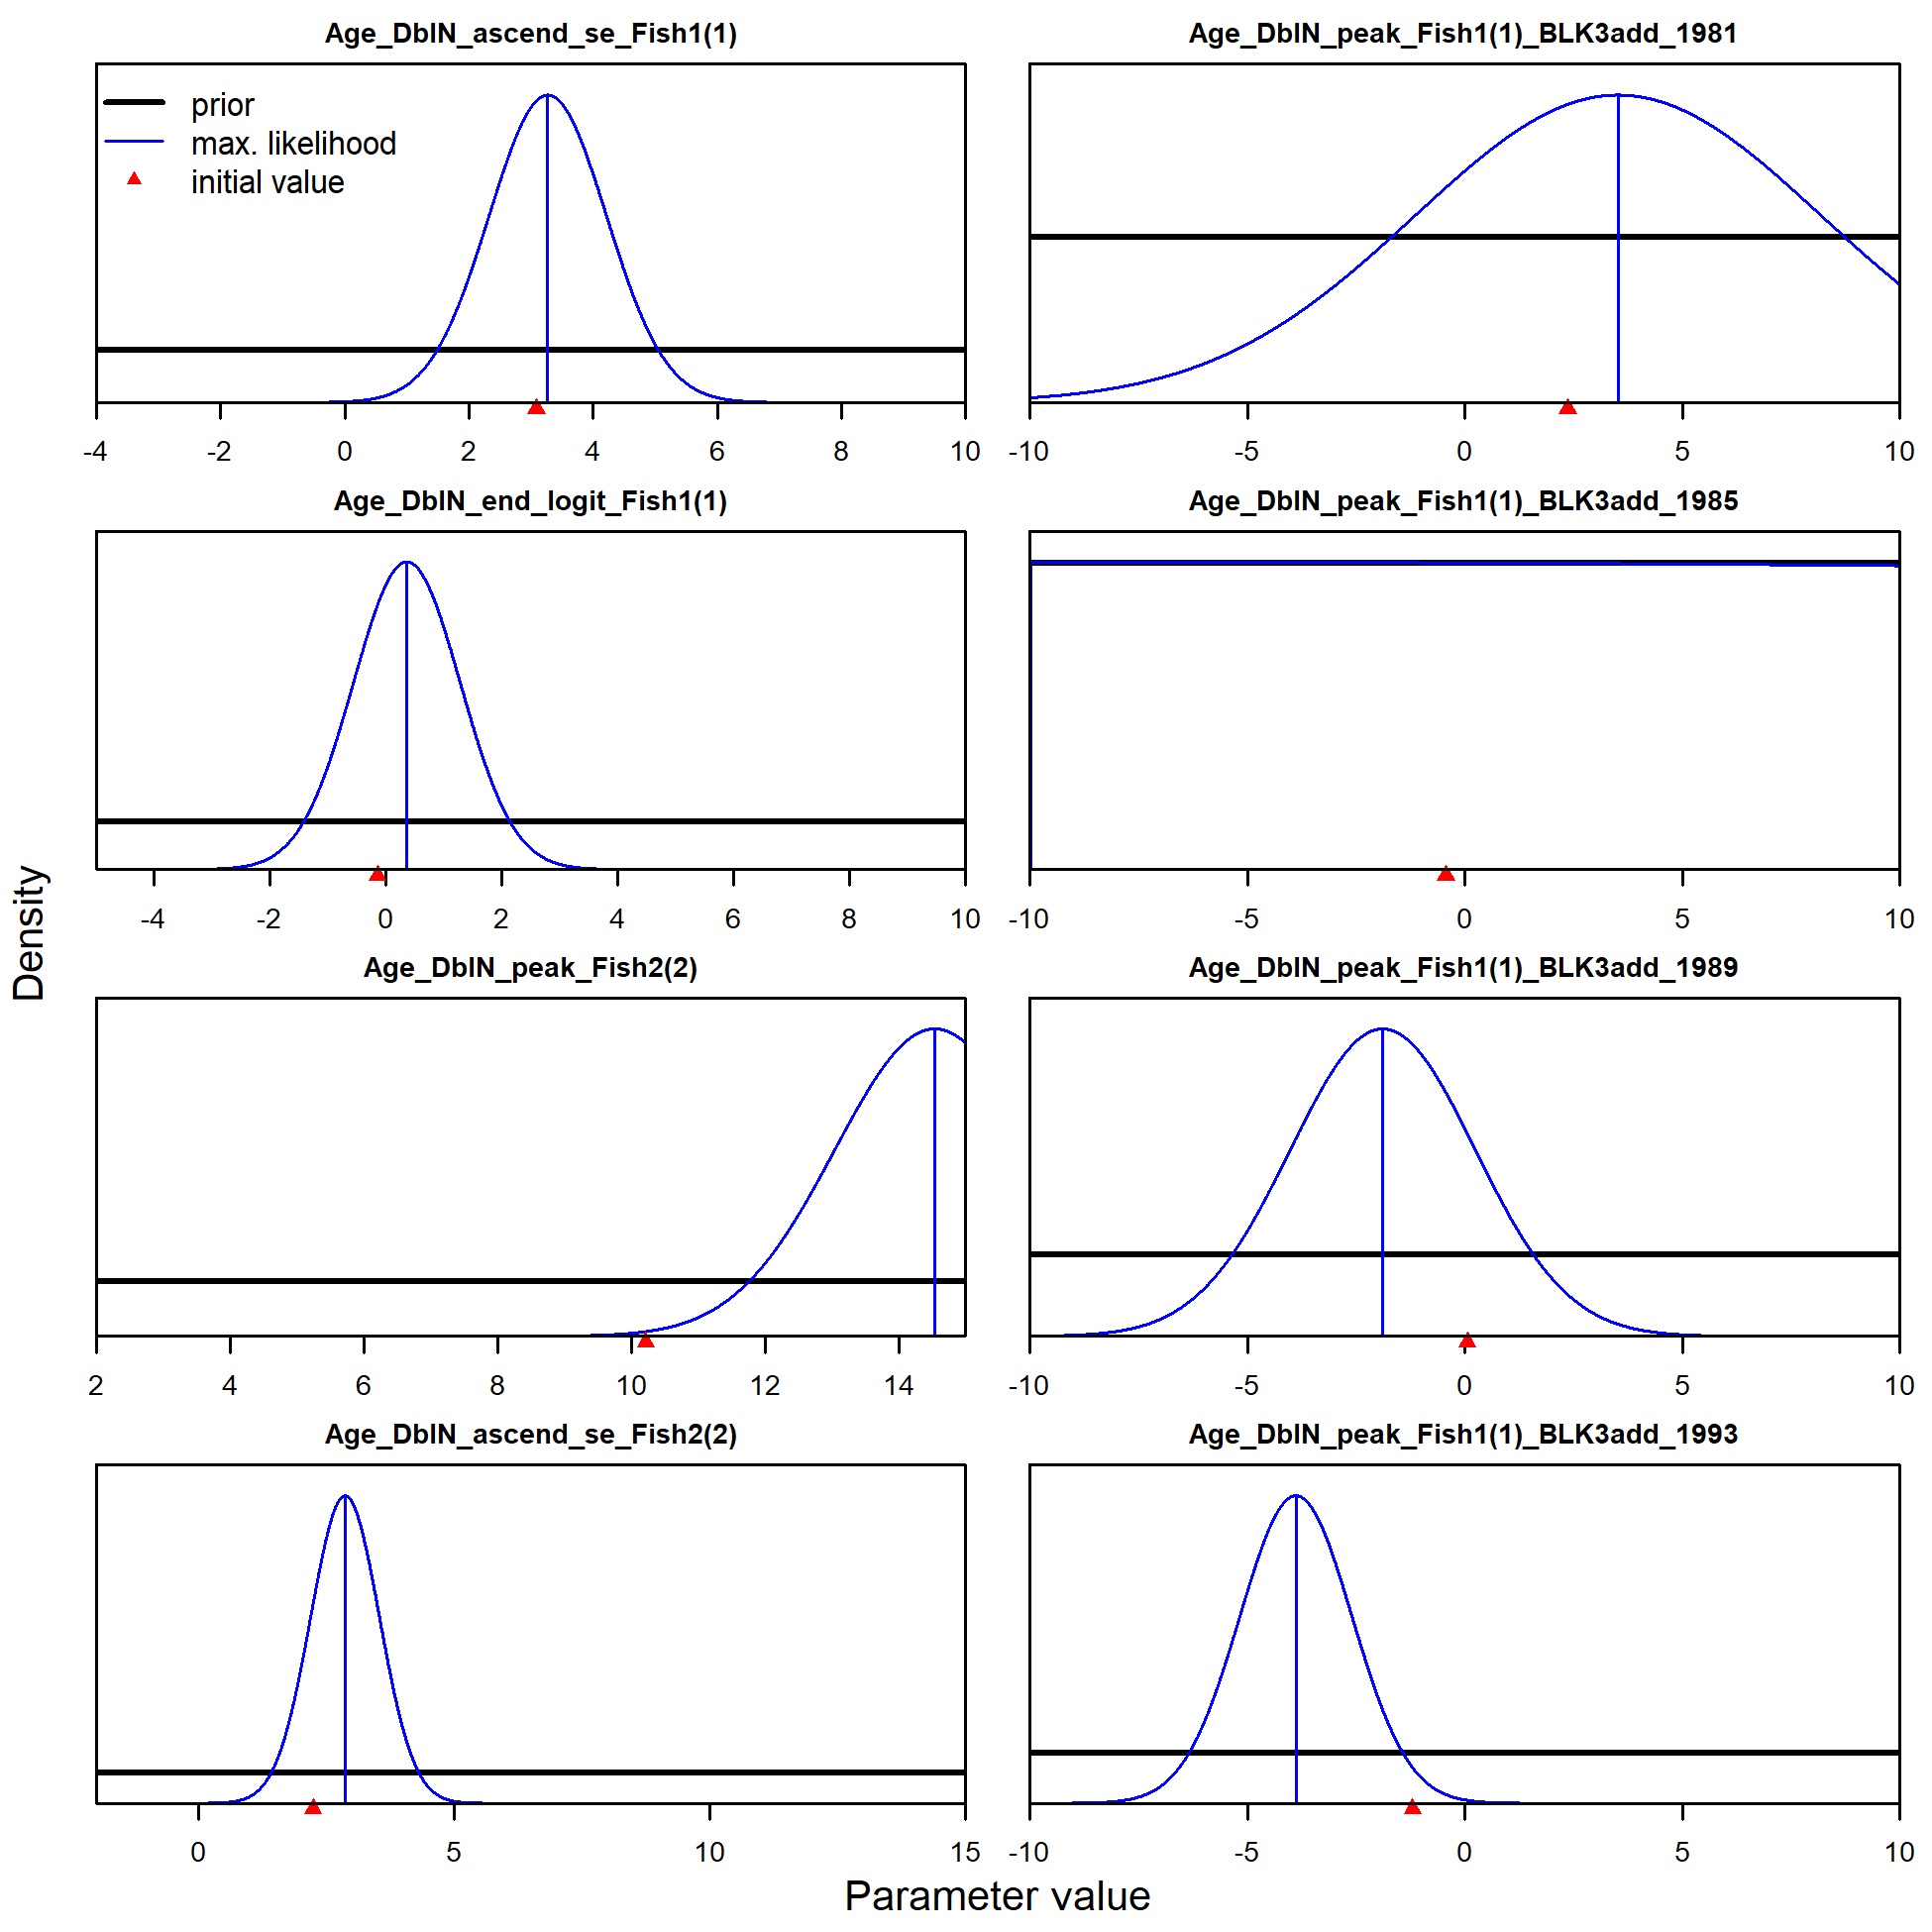 Age_DblN_ascend_se_Fish1(1)
prior
max. likelihood
initial value
-4 -2 0 2 4 6 8 10
Age_DblN_peak_Fish1(1)_BLK3add_1981
-10 -5 0 5 10
Age_DblN_end_logit_Fish1(1)
-4 -2 0 2 4 6 8 10
Age_DblN_peak_Fish1(1)_BLK3add_1985
-10 -5 0 5 10
Age_DblN_peak_Fish2(2)
2 4 6 8 10 12 14
Age_DblN_peak_Fish1(1)_BLK3add_1989
-10 -5 0 5 10
Age_DblN_ascend_se_Fish2(2)
0 5 10 15
Age_DblN_peak_Fish1(1)_BLK3add_1993
-10 -5 0 5 10
Density
Parameter value